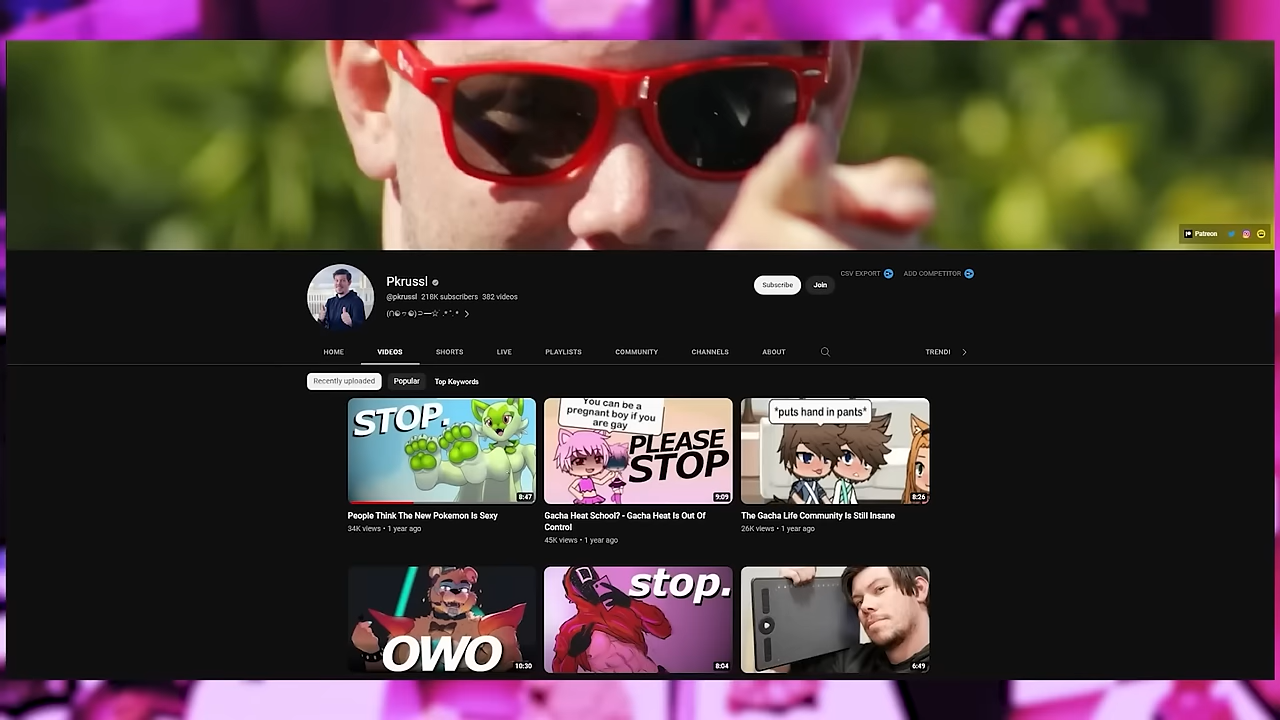 Patreon
Pkrussl
@pkrussl 218K subscribers 382 videos
Subscribe
Join
CSV EXPORT
ADD COMPETITOR
HOME VIDEOS SHORTS LIVE PLAYLISTS COMMUNITY CHANNELS ABOUT TRENDI
Recently uploaded Popular Top Keywords
STOP.
8:47
You can be a
pregnant boy if you
are gay
PLEASE
STOP
9:09
*puts hand in pants*
8:26
People Think The New Pokemon Is Sexy
34K views • 1 year ago
Gacha Heat School? - Gacha Heat Is Out Of
Control
45K views • 1 year ago
The Gacha Life Community Is Still Insane
26K views • 1 year ago
OWO
10:30
stop.
8:04
6:49